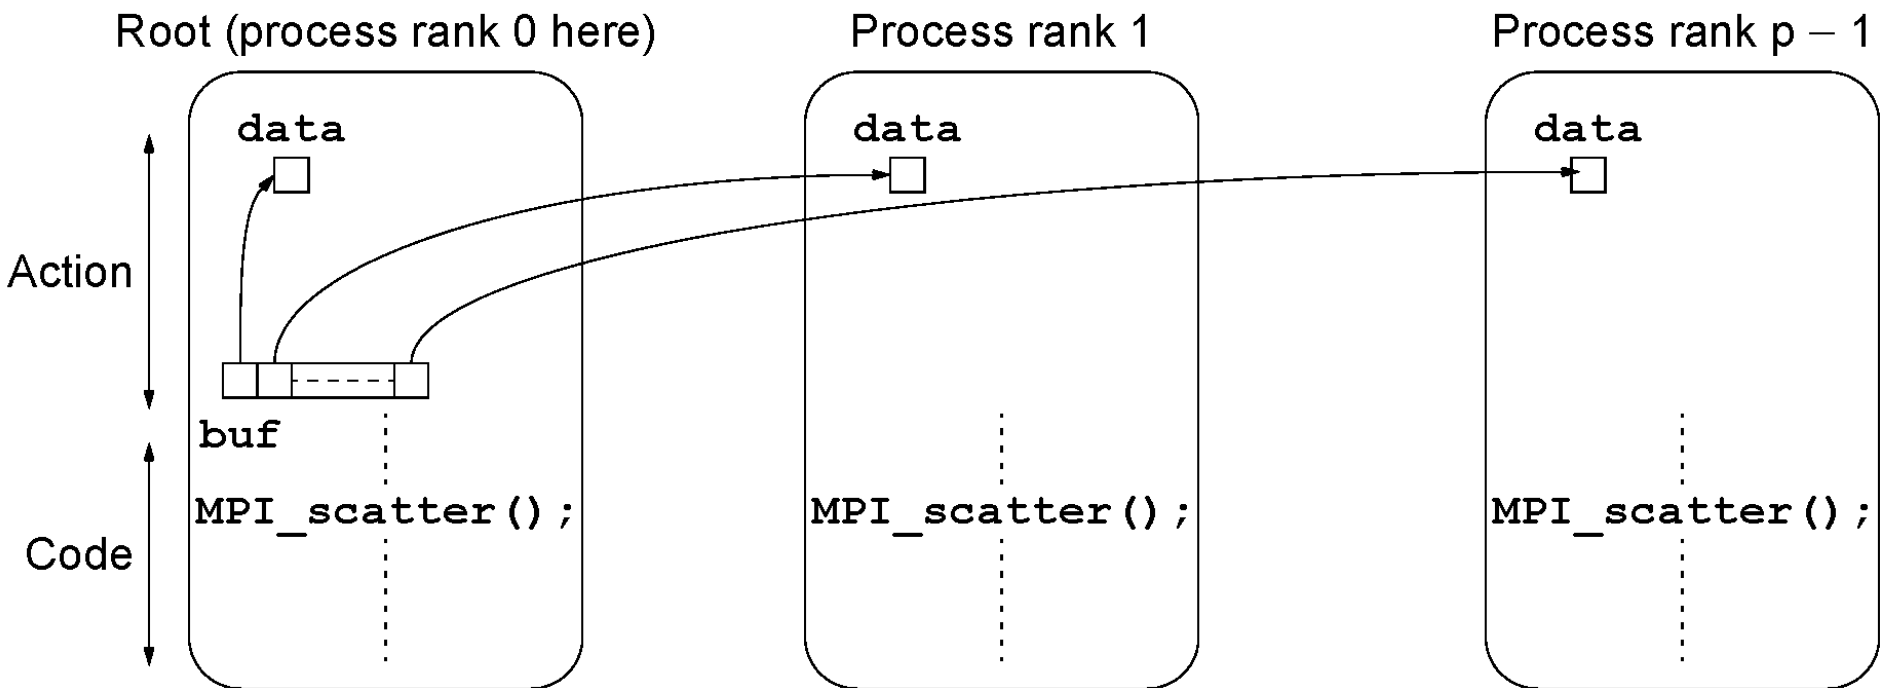 Root (process rank 0 here) Process rank 1 Process rank p – 1
data data data
Action
buf
MPI_scatter(); MPI_scatter(); MPI_scatter();
Code